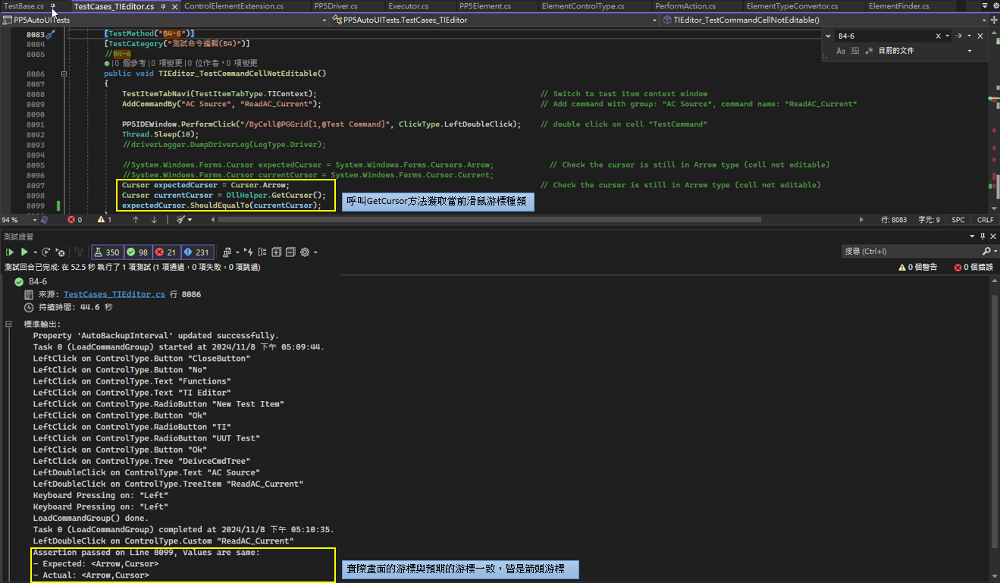 TestBase.cs
TestCases_TIEditor.cs
ControlElementExtension.cs
PP5Driver.cs
Executor.cs
PP5Element.cs
ElementControlType.cs
PerformAction.cs
ElementTypeConvertor.cs
ElementFinder.cs
PP5AutoUITests
PP5AutoUITests.TestCases_TIEditor
TIEditor_TestCommandCellNotEditable()
B4-6
Aa Ab 目前的文件
8083 [TestMethod("B4-6")]
8084 [TestCategory("測試命令編輯(B4)")]
8085 //B4-6
|0 個參考|0 項變更|0 位作者, 0 項變更
8086 public void TIEditor_TestCommandCellNotEditable()
8087 {
8088 TestItemTabNavi(TestItemTabType.TIContext); // Switch to test item context window
8089 AddCommandBy("AC Source", "ReadAC_Current"); // Add command with group: "AC Source", command name: "ReadAC_Current"
8090
8091 PP5IDEWindow.PerformClick("/ByCell@PGGrid[1,@Test Command]", ClickType.LeftDoubleClick); // double click on cell "TestCommand"
8092 Thread.Sleep(10);
8093 //driverLogger.DumpDriverLog(LogType.Driver);
8094
8095 //System.Windows.Forms.Cursor expectedCursor = System.Windows.Forms.Cursors.Arrow; // Check the cursor is still in Arrow type (cell not editable)
8096 //System.Windows.Forms.Cursor currentCursor = System.Windows.Forms.Cursor.Current;
8097 Cursor expectedCursor = Cursor.Arrow; // Check the cursor is still in Arrow type (cell not editable)
8098 Cursor currentCursor = DllHelper.GetCursor();
8099 expectedCursor.ShouldEqualTo(currentCursor);
呼叫GetCursor方法獲取當前滑鼠游標種類
94 % 0 1 行: 8083 字元: 9 SPC CRLF
測試總管
350 98 21 231
搜尋 (Ctrl+I)
測試回合已完成: 在 52.5 秒 執行了 1 項測試 (1 項通過，0 項失敗，0 項跳過)
0 個警告 0 個錯誤
B4-6
來源: TestCases_TIEditor.cs 行 8086
持續時間: 44.6 秒
標準輸出:
Property 'AutoBackupInterval' updated successfully.
Task 0 (LoadCommandGroup) started at 2024/11/8 下午 05:09:44.
LeftClick on ControlType.Button "CloseButton"
LeftClick on ControlType.Button "No"
LeftClick on ControlType.Text "Functions"
LeftClick on ControlType.Text "TI Editor"
LeftClick on ControlType.RadioButton "New Test Item"
LeftClick on ControlType.Button "Ok"
LeftClick on ControlType.RadioButton "TI"
LeftClick on ControlType.RadioButton "UUT Test"
LeftClick on ControlType.Button "Ok"
LeftClick on ControlType.Tree "DeivceCmdTree"
LeftDoubleClick on ControlType.Text "AC Source"
LeftDoubleClick on ControlType.TreeItem "ReadAC_Current"
Keyboard Pressing on: "Left"
Keyboard Pressing on: "Left"
LoadCommandGroup() done.
Task 0 (LoadCommandGroup) completed at 2024/11/8 下午 05:10:35.
LeftDoubleClick on ControlType.Custom "ReadAC_Current"
Assertion passed on Line 8099, Values are same:
- Expected: <Arrow,Cursor>
- Actual: <Arrow,Cursor>
實際畫面的游標與預期的游標一致，皆是箭頭游標